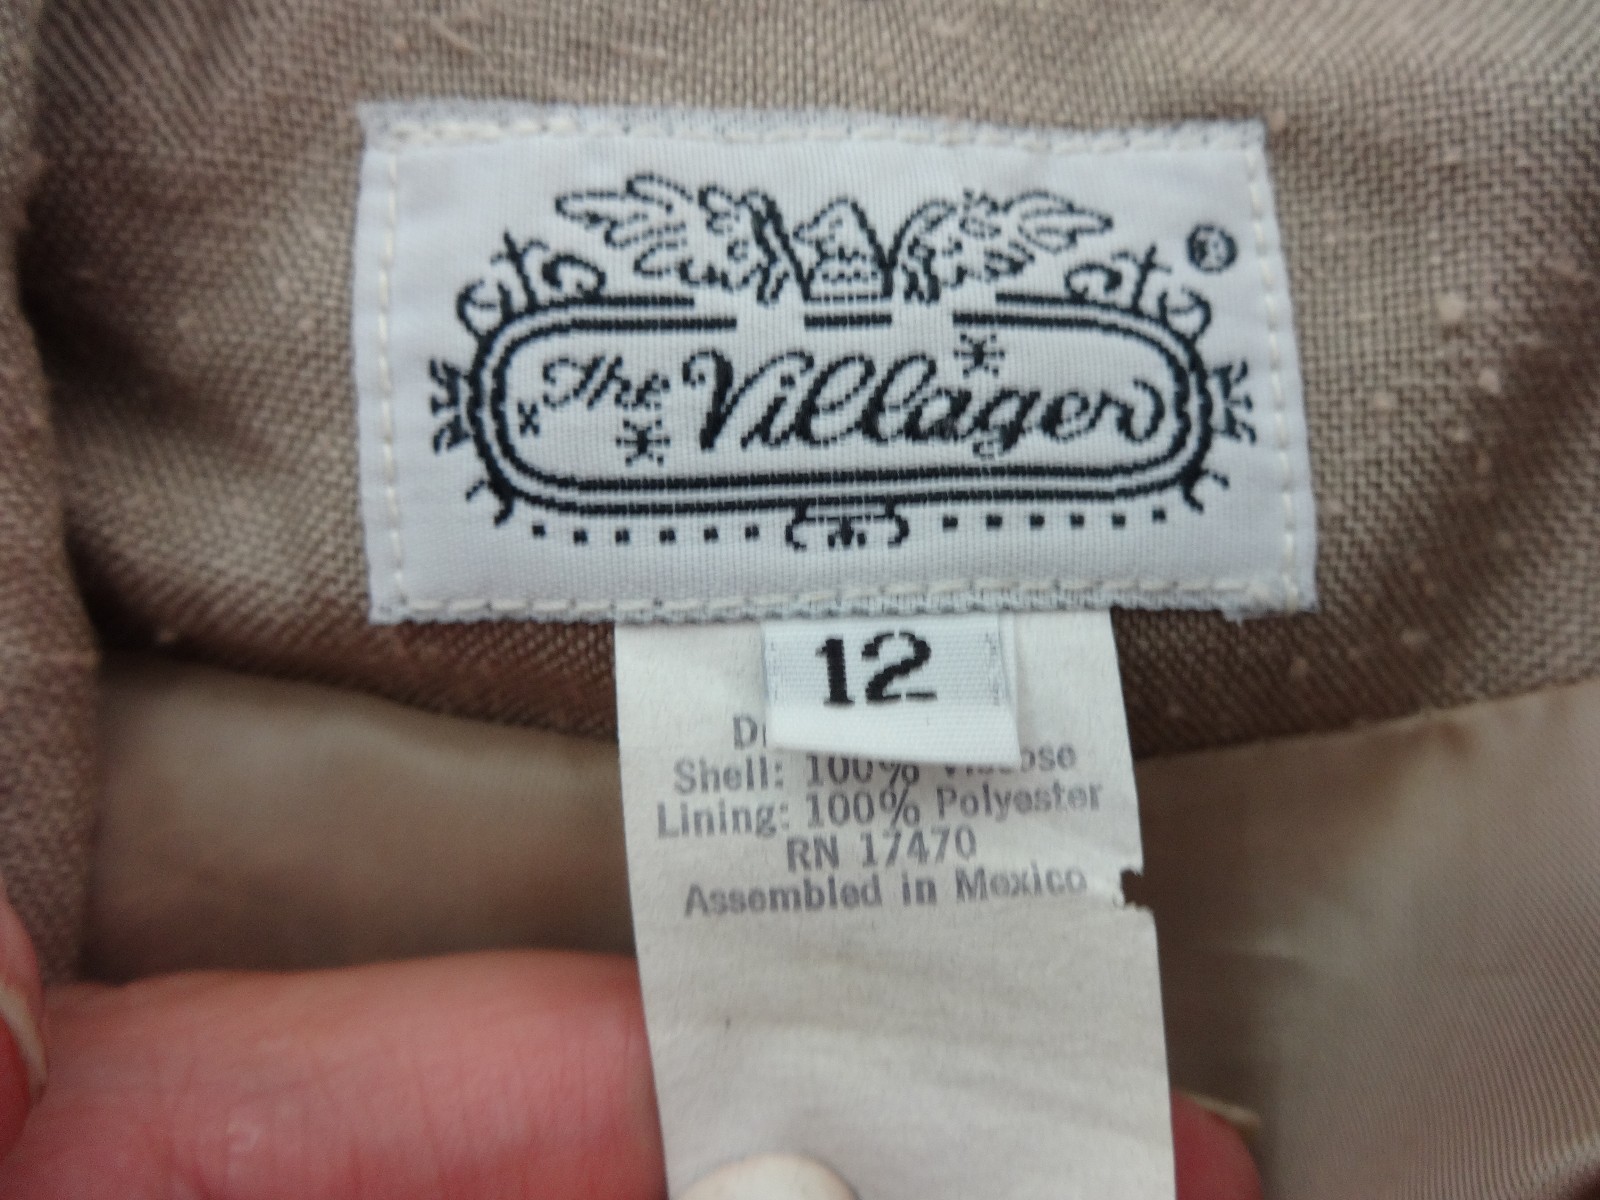 The Villager
®
12
Shell: 100% Viscose
Lining: 100% Polyester
RN 17470
Assembled in Mexico